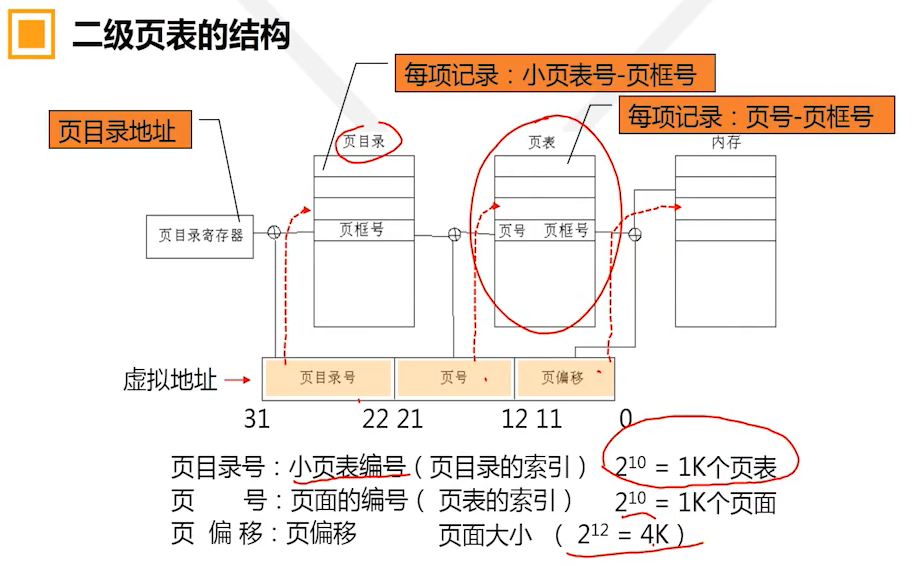 二级页表的结构
每项记录：小页表号-页框号
每项记录：页号-页框号
页目录地址
页目录
页表
内存
页目录寄存器
页框号
页号 页框号
虚拟地址
页目录号
页号
页偏移
31 22 21 12 11 0
页目录号：小页表编号（页目录的索引） 2¹⁰ = 1K个页表
页 号：页面的编号（ 页表的索引） 2¹⁰ = 1K个页面
页 偏 移：页偏移 页面大小 （ 2¹² = 4K ）